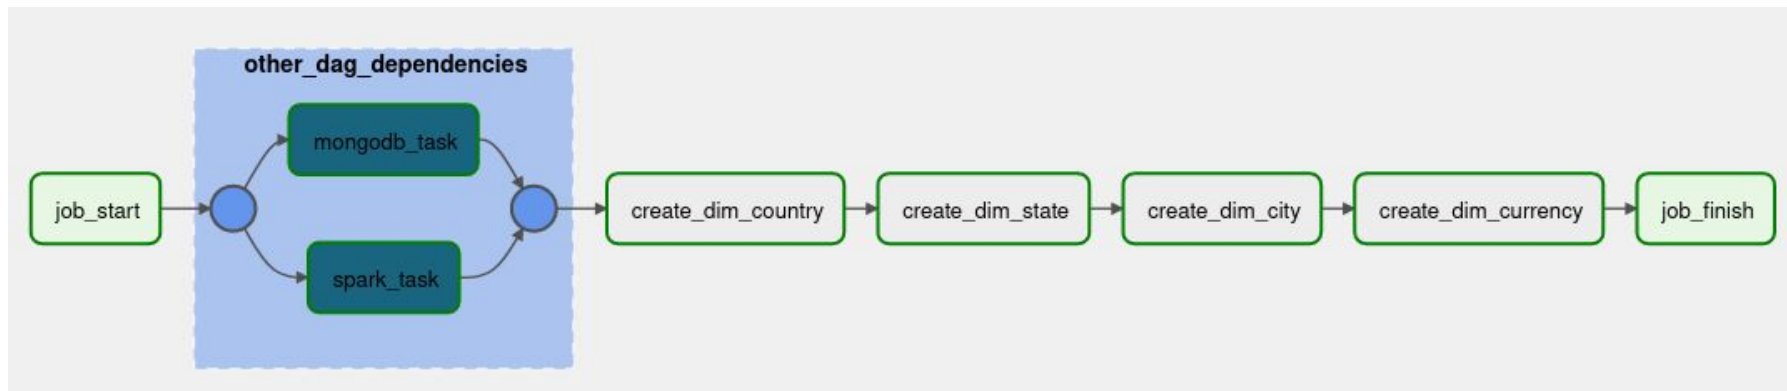 other_dag_dependencies
mongodb_task
job_start
create_dim_country
create_dim_state
create_dim_city
create_dim_currency
job_finish
spark_task